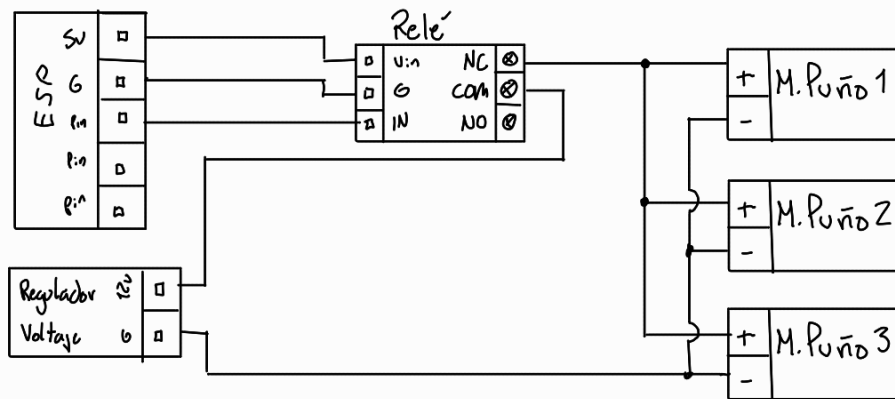 Relé
ESP
5v
G
Pin
Pin
Pin
Vin
G
IN
NC
COM
NO
+
-
M.Puño 1
+
-
M.Puño 2
+
-
M.Puño 3
Regulador
Voltaje
12v
G